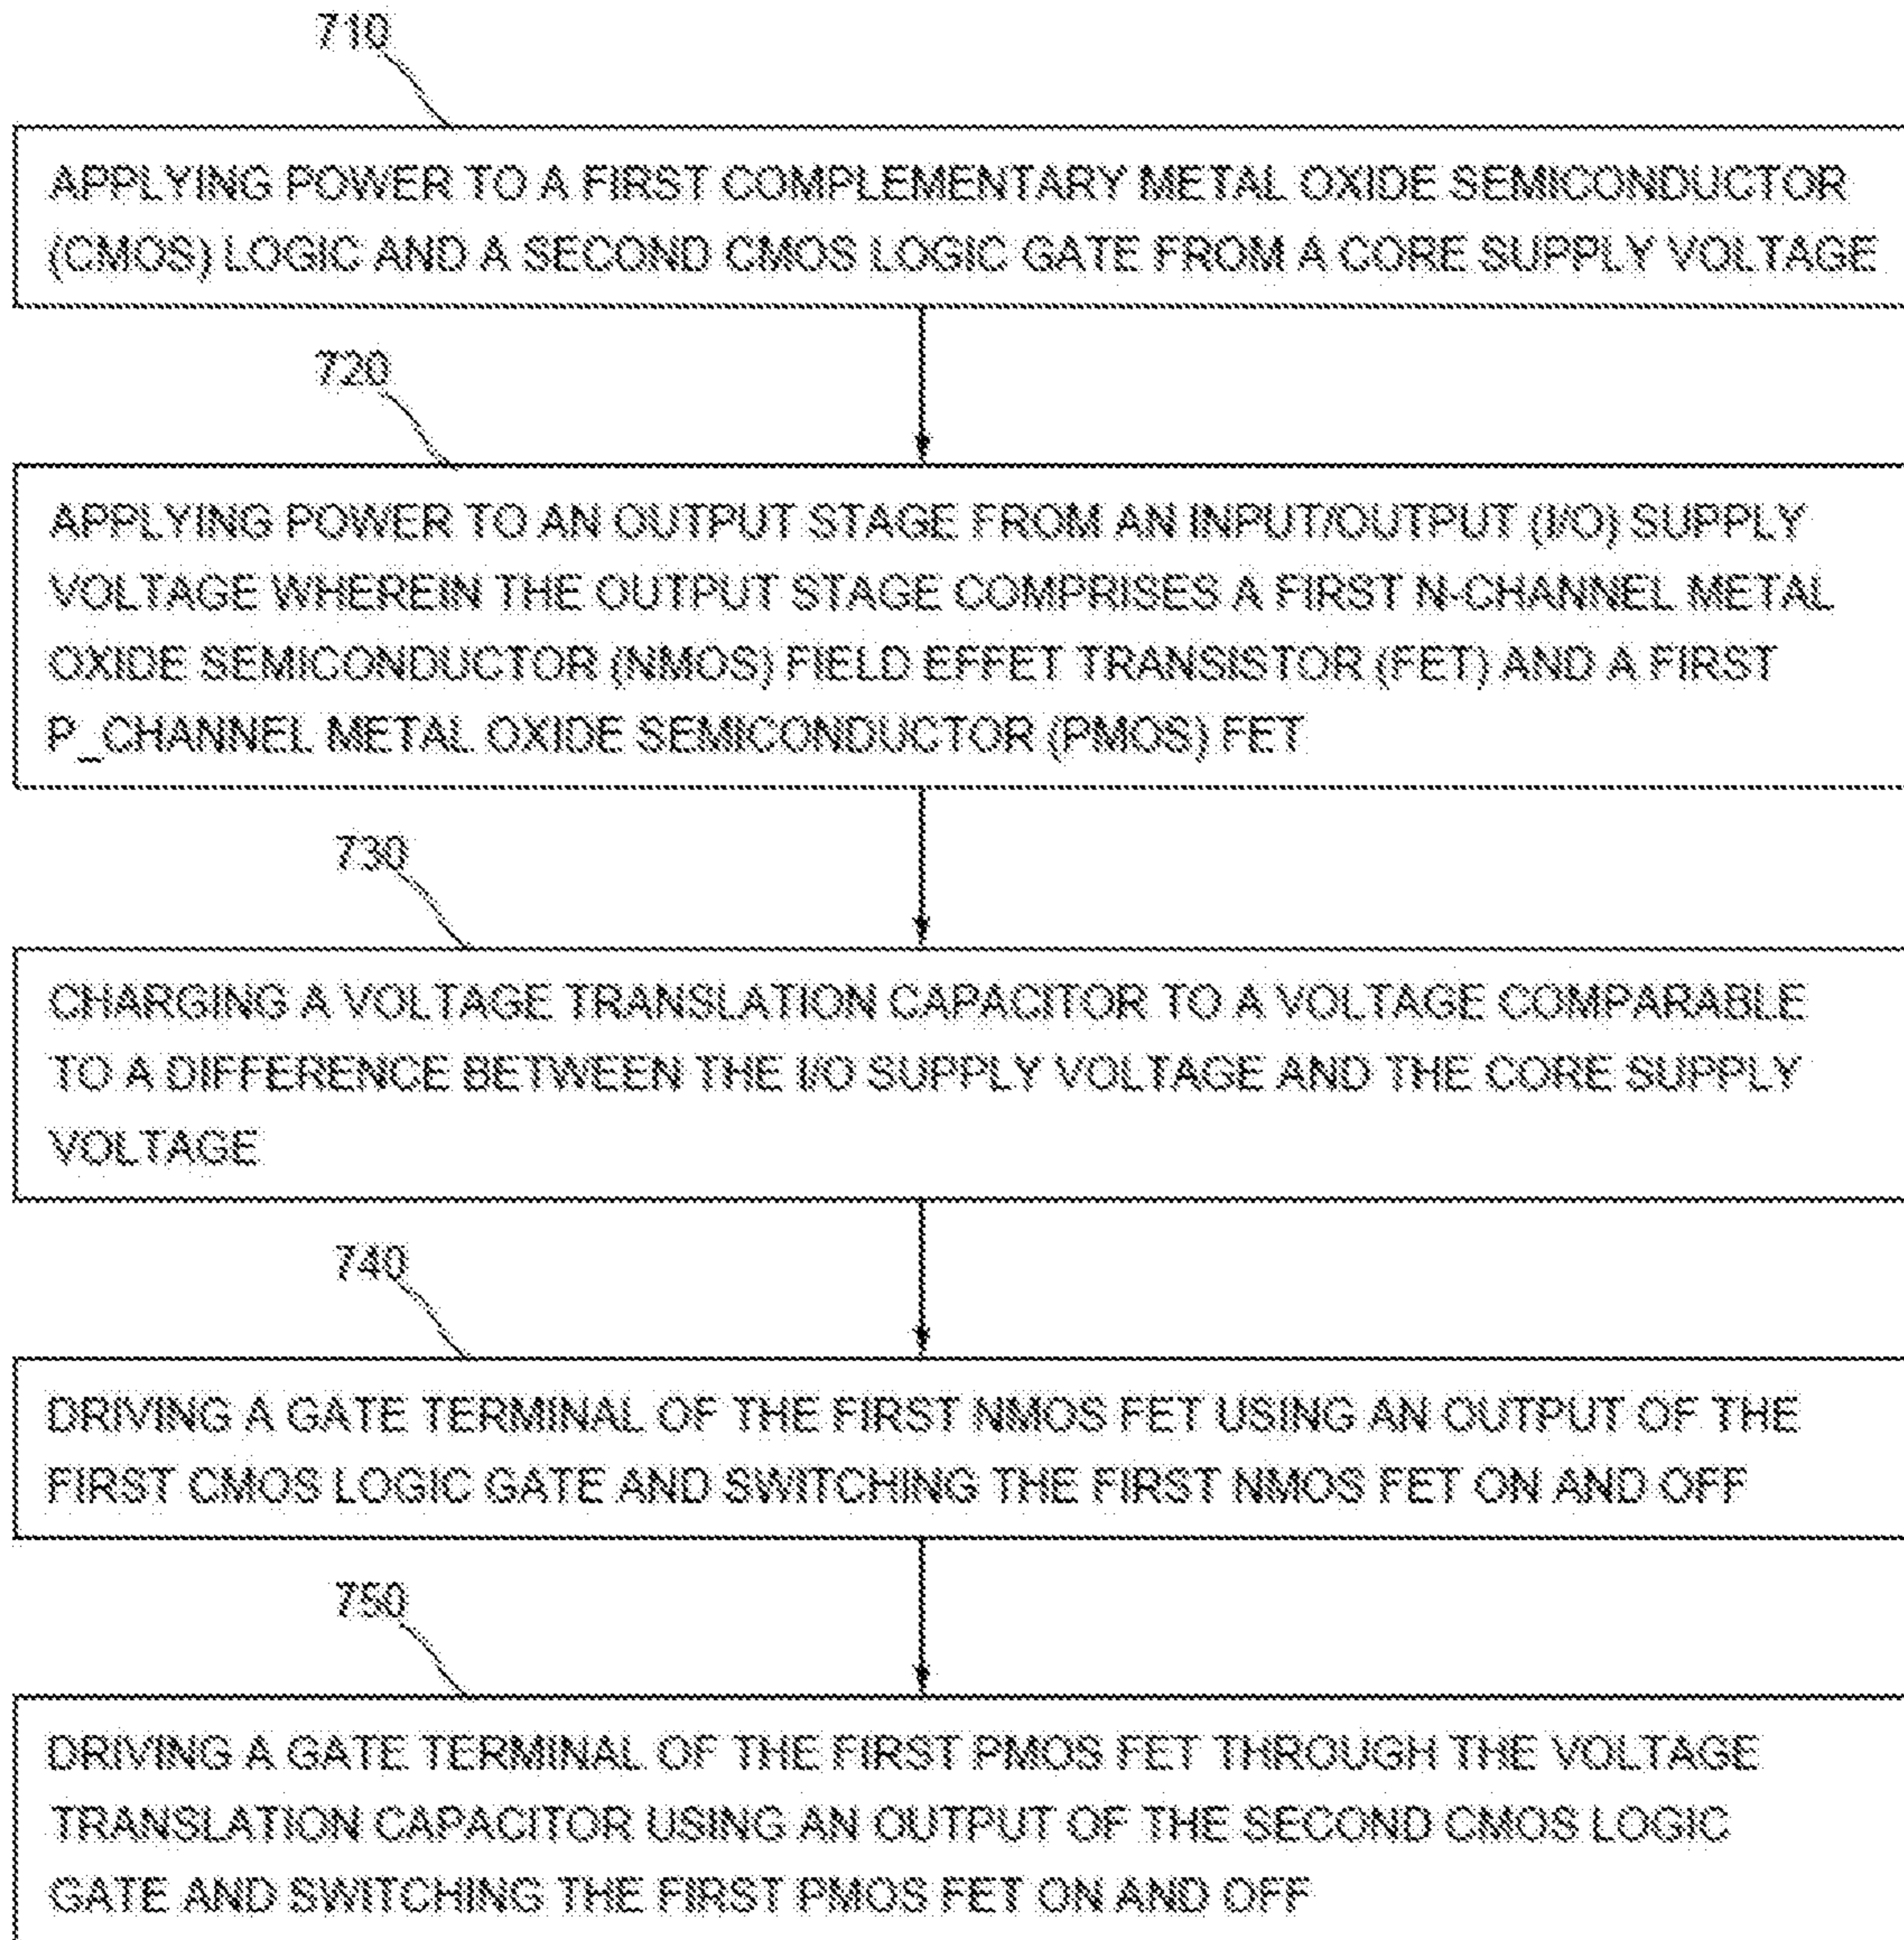 710
APPLYING POWER TO A FIRST COMPLEMENTARY METAL OXIDE SEMICONDUCTOR
(CMOS) LOGIC AND A SECOND CMOS LOGIC GATE FROM A CORE SUPPLY VOLTAGE
720
APPLYING POWER TO AN OUTPUT STAGE FROM AN INPUT/OUTPUT (I/O) SUPPLY
VOLTAGE WHEREIN THE OUTPUT STAGE COMPRISES A FIRST N-CHANNEL METAL
OXIDE SEMICONDUCTOR (NMOS) FIELD EFFET TRANSISTOR (FET) AND A FIRST
P_CHANNEL METAL OXIDE SEMICONDUCTOR (PMOS) FET
730
CHARGING A VOLTAGE TRANSLATION CAPACITOR TO A VOLTAGE COMPARABLE
TO A DIFFERENCE BETWEEN THE I/O SUPPLY VOLTAGE AND THE CORE SUPPLY
VOLTAGE
740
DRIVING A GATE TERMINAL OF THE FIRST NMOS FET USING AN OUTPUT OF THE
FIRST CMOS LOGIC GATE AND SWITCHING THE FIRST NMOS FET ON AND OFF
750
DRIVING A GATE TERMINAL OF THE FIRST PMOS FET THROUGH THE VOLTAGE
TRANSLATION CAPACITOR USING AN OUTPUT OF THE SECOND CMOS LOGIC
GATE AND SWITCHING THE FIRST PMOS FET ON AND OFF